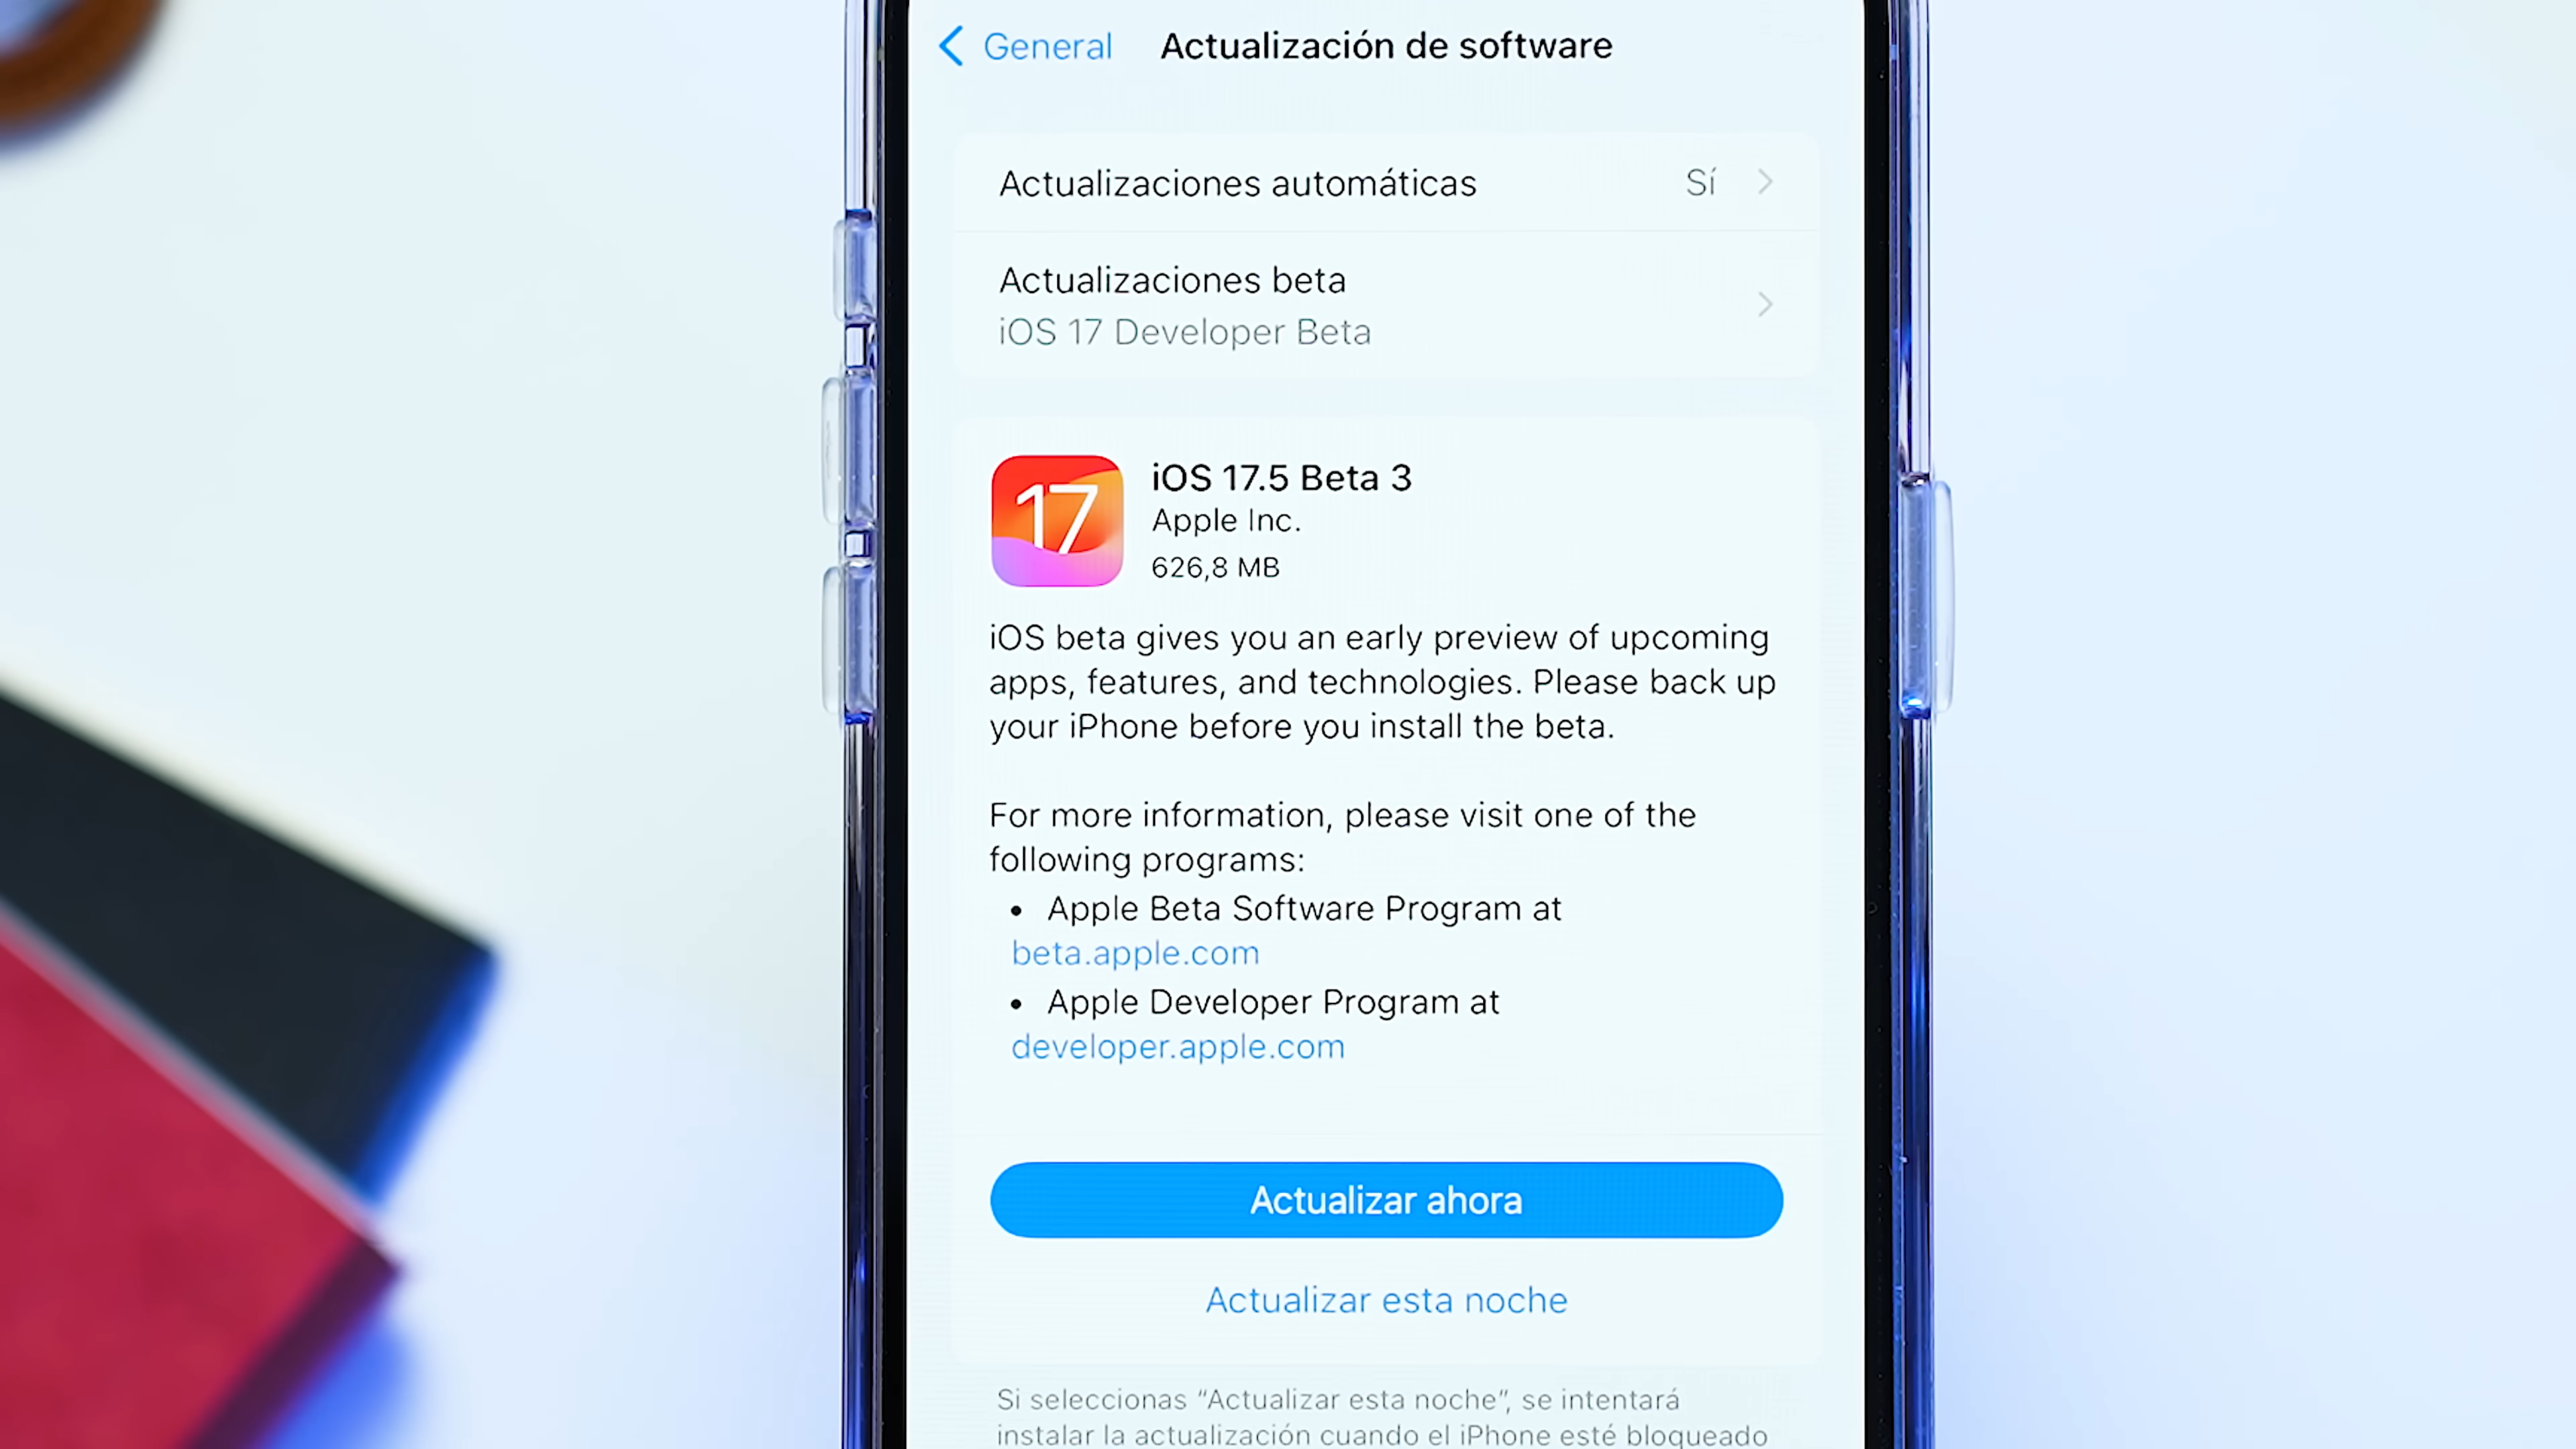 General Actualización de software
Actualizaciones automáticas Sí
Actualizaciones beta
iOS 17 Developer Beta
17
iOS 17.5 Beta 3
Apple Inc.
626,8 MB
iOS beta gives you an early preview of upcoming
apps, features, and technologies. Please back up
your iPhone before you install the beta.
For more information, please visit one of the
following programs:
• Apple Beta Software Program at
beta.apple.com
• Apple Developer Program at
developer.apple.com
Actualizar ahora
Actualizar esta noche
Si seleccionas “Actualizar esta noche”, se intentará
instalar la actualización cuando el iPhone esté bloqueado